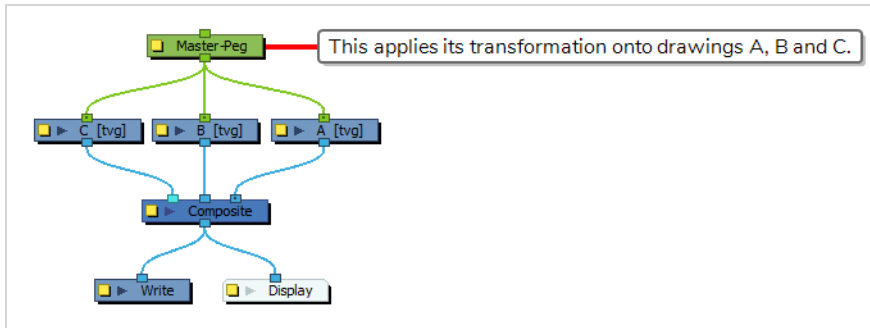 Master-Peg
This applies its transformation onto drawings A, B and C.
C [tvg]
B [tvg]
A [tvg]
Composite
Write
Display